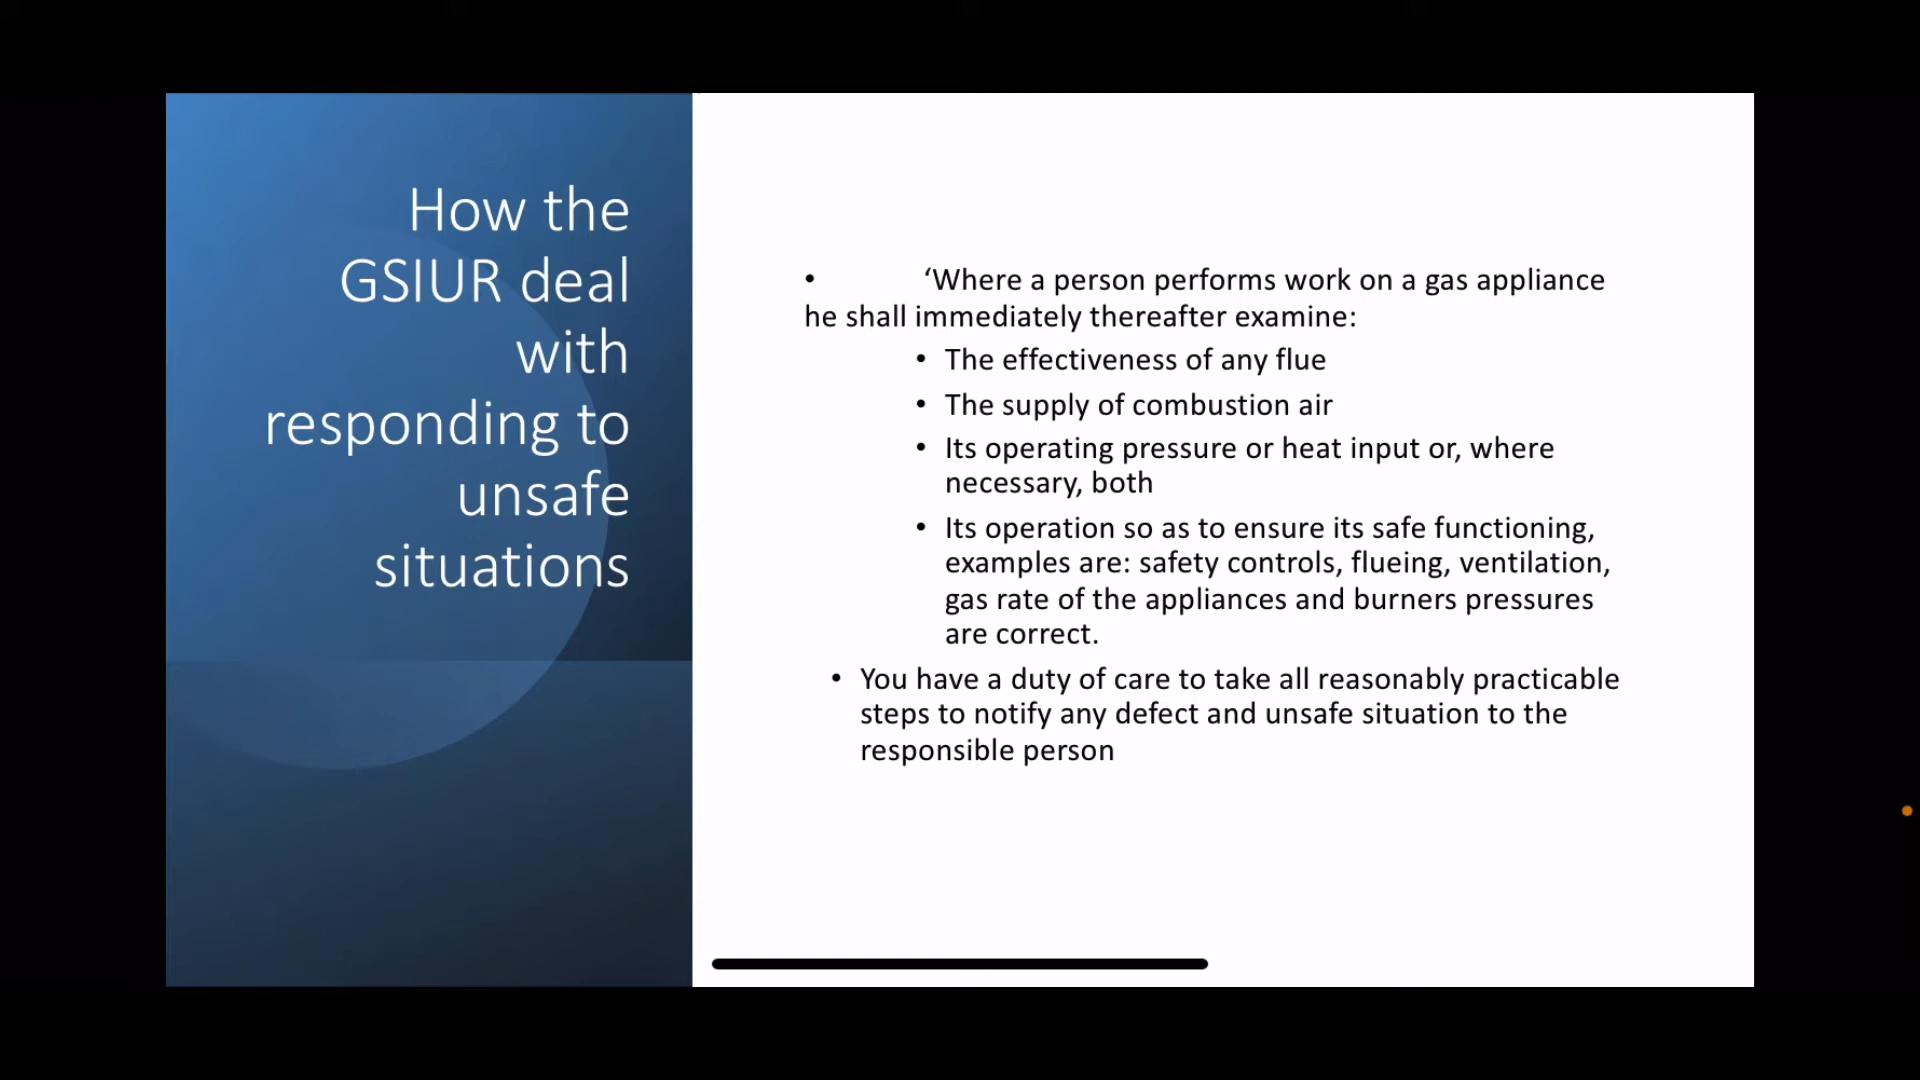 How the
GSIUR deal
with
responding to
unsafe
situations
• ‘Where a person performs work on a gas appliance
he shall immediately thereafter examine:
• The effectiveness of any flue
• The supply of combustion air
• Its operating pressure or heat input or, where
necessary, both
• Its operation so as to ensure its safe functioning,
examples are: safety controls, flueing, ventilation,
gas rate of the appliances and burners pressures
are correct.
• You have a duty of care to take all reasonably practicable
steps to notify any defect and unsafe situation to the
responsible person